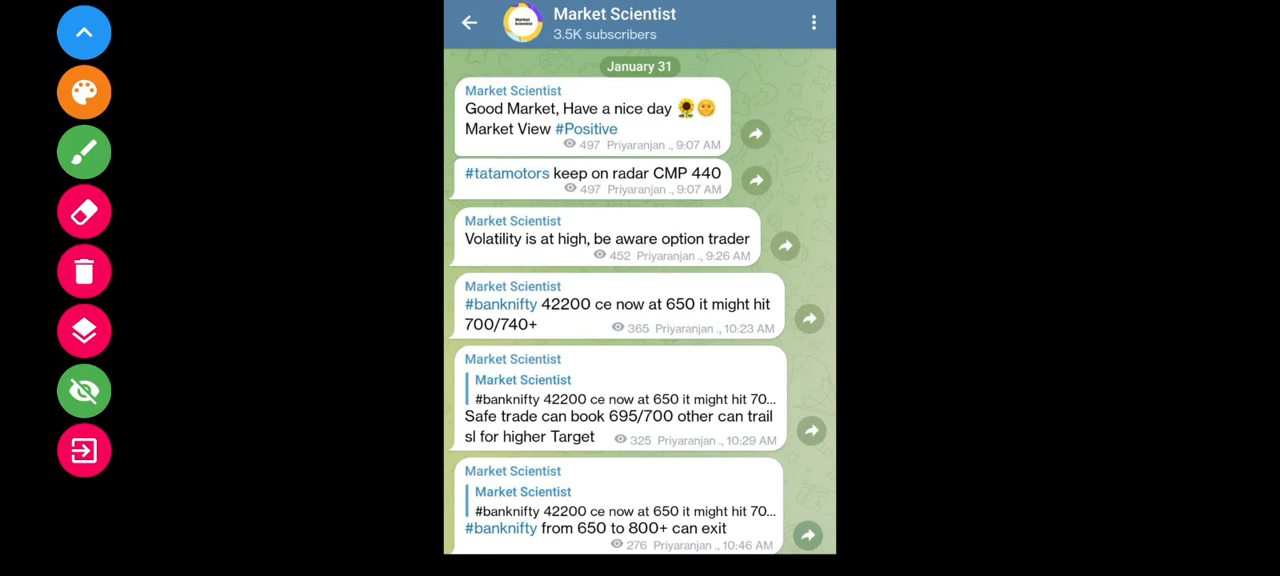 Market Scientist
3.5K subscribers
January 31
Market Scientist
Good Market, Have a nice day 🌻🌝
Market View #Positive
497 Priyaranjan ., 9:07 AM
#tatamotors keep on radar CMP 440
497 Priyaranjan ., 9:07 AM
Market Scientist
Volatility is at high, be aware option trader
452 Priyaranjan ., 9:26 AM
Market Scientist
#banknifty 42200 ce now at 650 it might hit
700/740+ 365 Priyaranjan ., 10:23 AM
Market Scientist
Market Scientist
#banknifty 42200 ce now at 650 it might hit 70...
Safe trade can book 695/700 other can trail
sl for higher Target 325 Priyaranjan ., 10:29 AM
Market Scientist
Market Scientist
#banknifty 42200 ce now at 650 it might hit 70...
#banknifty from 650 to 800+ can exit
276 Priyaranjan ., 10:46 AM